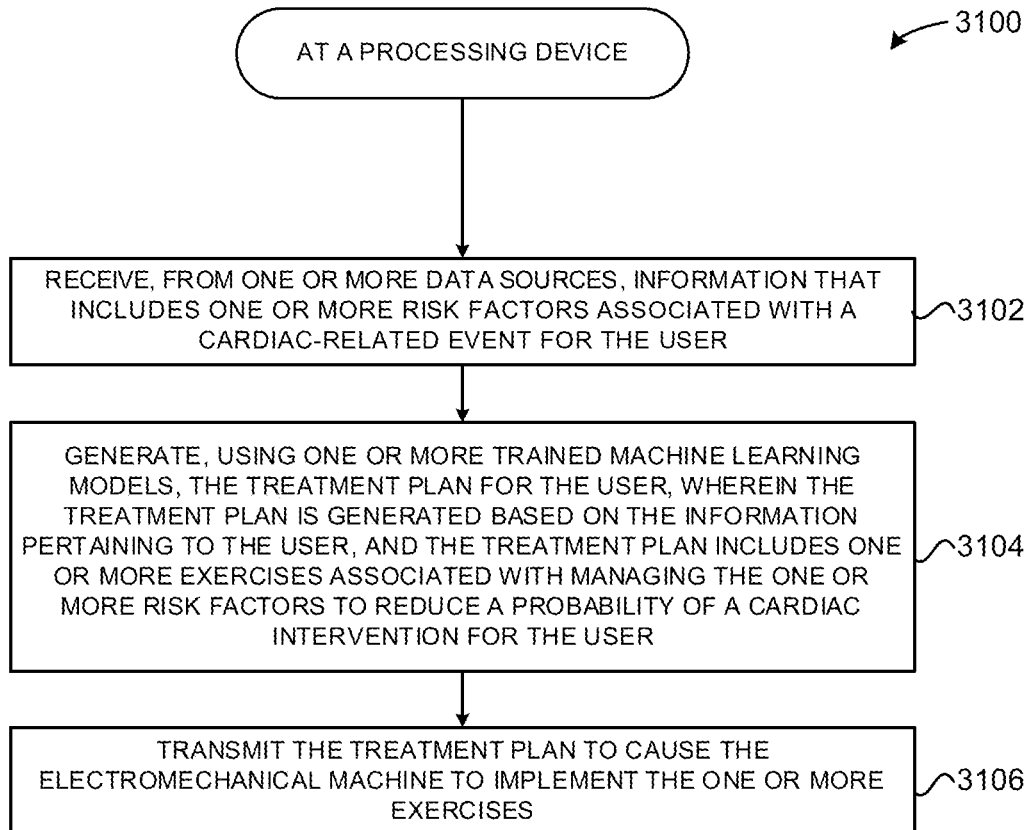 3100
AT A PROCESSING DEVICE
RECEIVE, FROM ONE OR MORE DATA SOURCES, INFORMATION THAT
INCLUDES ONE OR MORE RISK FACTORS ASSOCIATED WITH A
CARDIAC-RELATED EVENT FOR THE USER
3102
GENERATE, USING ONE OR MORE TRAINED MACHINE LEARNING
MODELS, THE TREATMENT PLAN FOR THE USER, WHEREIN THE
TREATMENT PLAN IS GENERATED BASED ON THE INFORMATION
PERTAINING TO THE USER, AND THE TREATMENT PLAN INCLUDES ONE
OR MORE EXERCISES ASSOCIATED WITH MANAGING THE ONE OR
MORE RISK FACTORS TO REDUCE A PROBABILITY OF A CARDIAC
INTERVENTION FOR THE USER
3104
TRANSMIT THE TREATMENT PLAN TO CAUSE THE
ELECTROMECHANICAL MACHINE TO IMPLEMENT THE ONE OR MORE
EXERCISES
3106